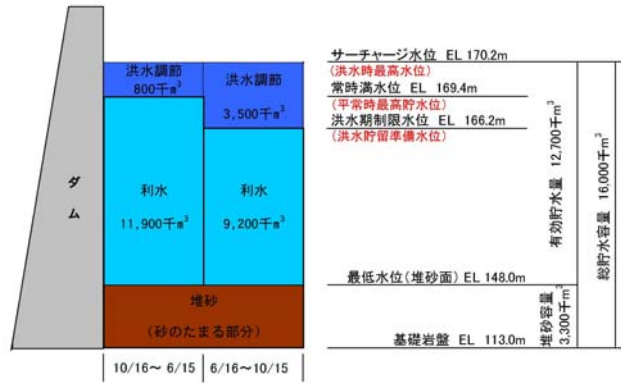 サーチャージ水位 EL 170.2m
(洪水時最高水位)
常時満水位 EL 169.4m
(平常時最高貯水位)
洪水期制限水位 EL 166.2m
(洪水貯留準備水位)
洪水調節
800千m³
洪水調節
3,500千m³
ダム
利水
11,900千m³
利水
9,200千m³
有効貯水量 12,700千m³
総貯水容量 16,000千m³
最低水位(堆砂面) EL 148.0m
堆砂
(砂のたまる部分)
堆砂容量
3,300千m³
基礎岩盤 EL 113.0m
10/16～ 6/15
6/16～10/15